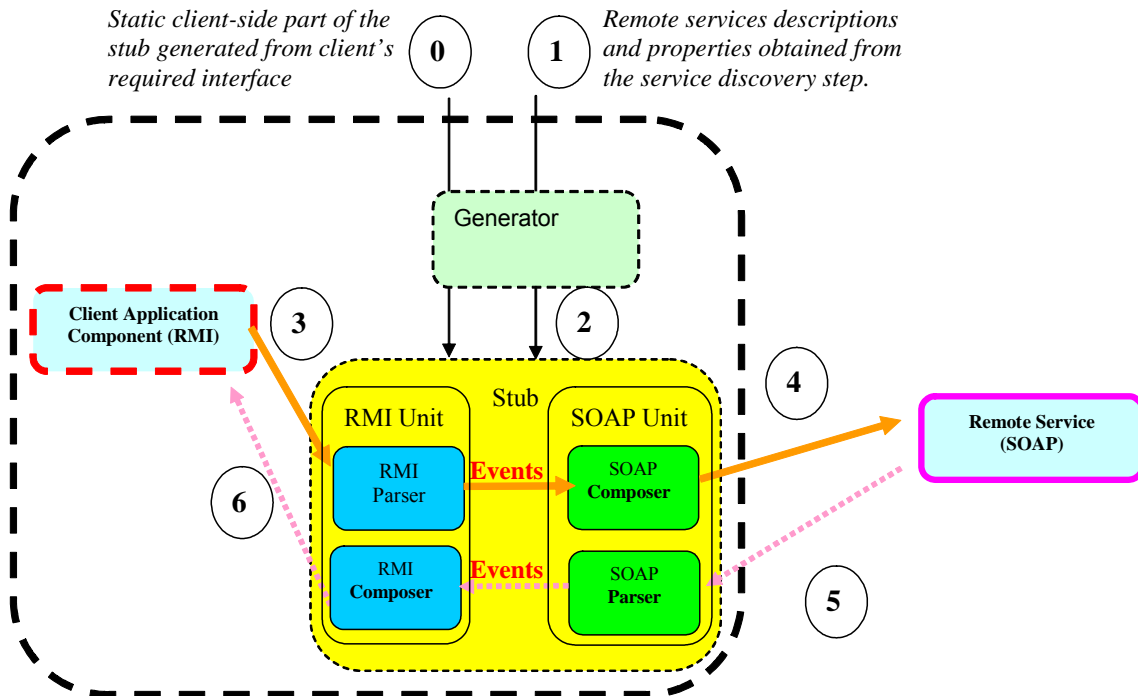 Static client-side part of the
stub generated from client's
required interface
0
1
Remote services descriptions
and properties obtained from
the service discovery step.
Generator
Client Application
Component (RMI)
3
2
4
Stub
RMI Unit
SOAP Unit
Remote Service
(SOAP)
RMI
Parser
Events
SOAP
Composer
6
RMI
Composer
Events
SOAP
Parser
5